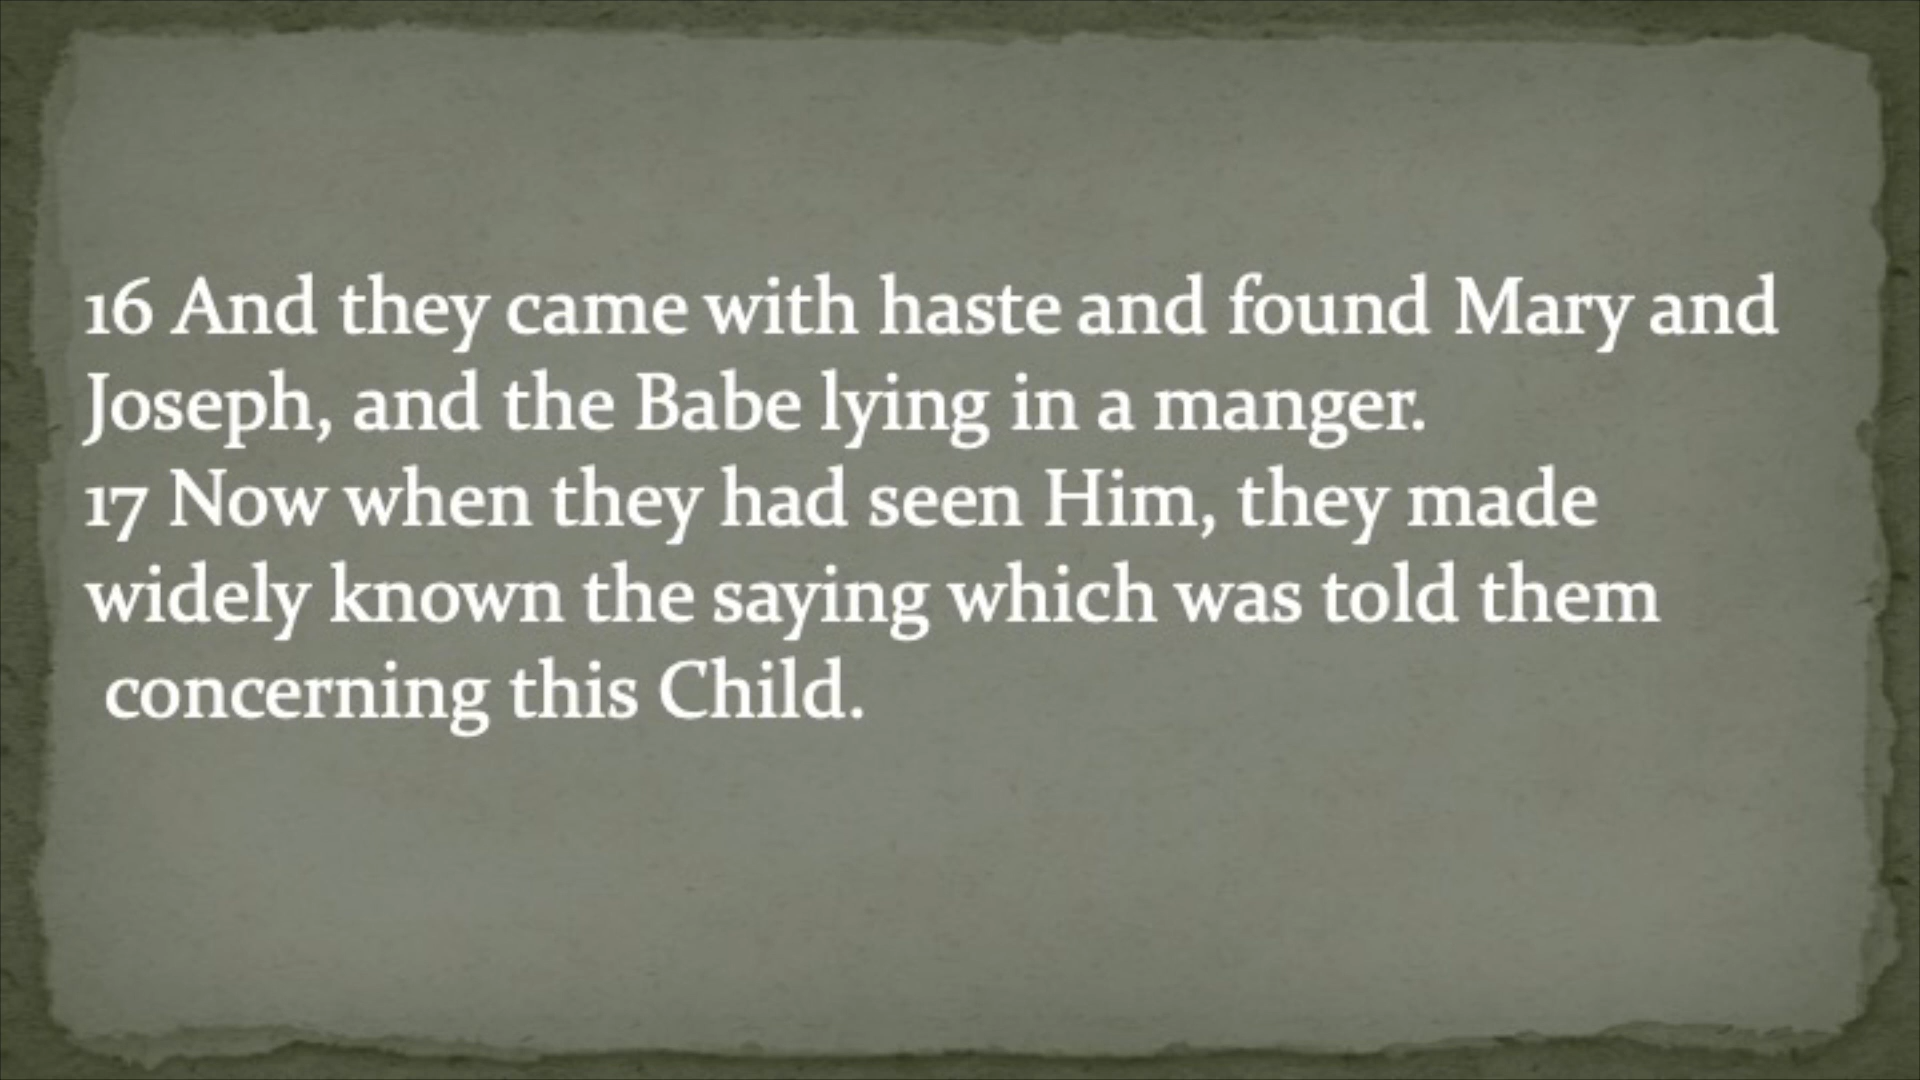 16 And they came with haste and found Mary and
Joseph, and the Babe lying in a manger.
17 Now when they had seen Him, they made
widely known the saying which was told them
concerning this Child.